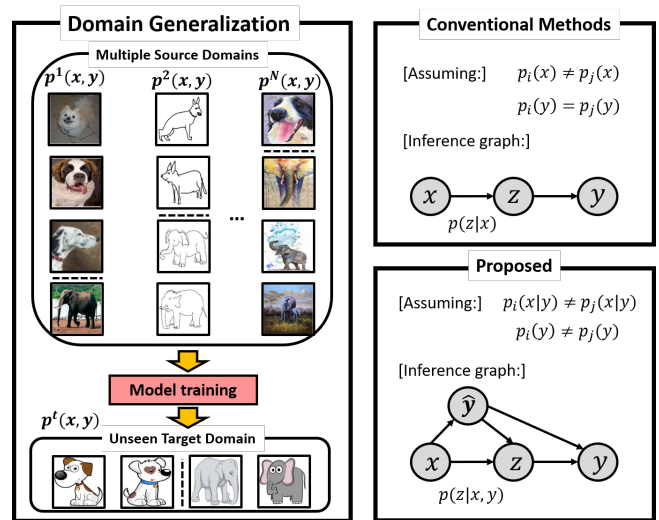 Domain Generalization
Multiple Source Domains
p¹(x, y) p²(x, y) pᴺ(x, y)
...
Model training
pᵗ(x, y)
Unseen Target Domain
Conventional Methods
[Assuming:] pᵢ(x) ≠ pⱼ(x)
pᵢ(y) = pⱼ(y)
[Inference graph:]
x z y
p(z|x)
Proposed
[Assuming:] pᵢ(x|y) ≠ pⱼ(x|y)
pᵢ(y) ≠ pⱼ(y)
[Inference graph:]
ŷ
x z y
p(z|x, y)